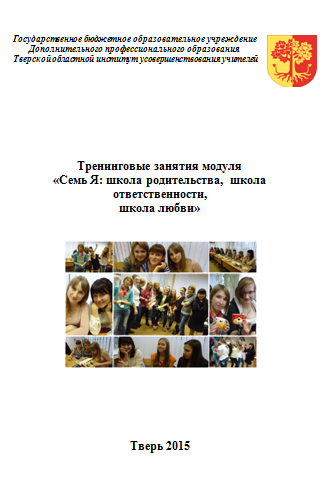 Государственное бюджетное образовательное учреждение
Дополнительного профессионального образования
Тверской областной институт усовершенствования учителей
Тренинговые занятия модуля
«Семь Я: школа родительства, школа
ответственности,
школа любви»
Тверь 2015